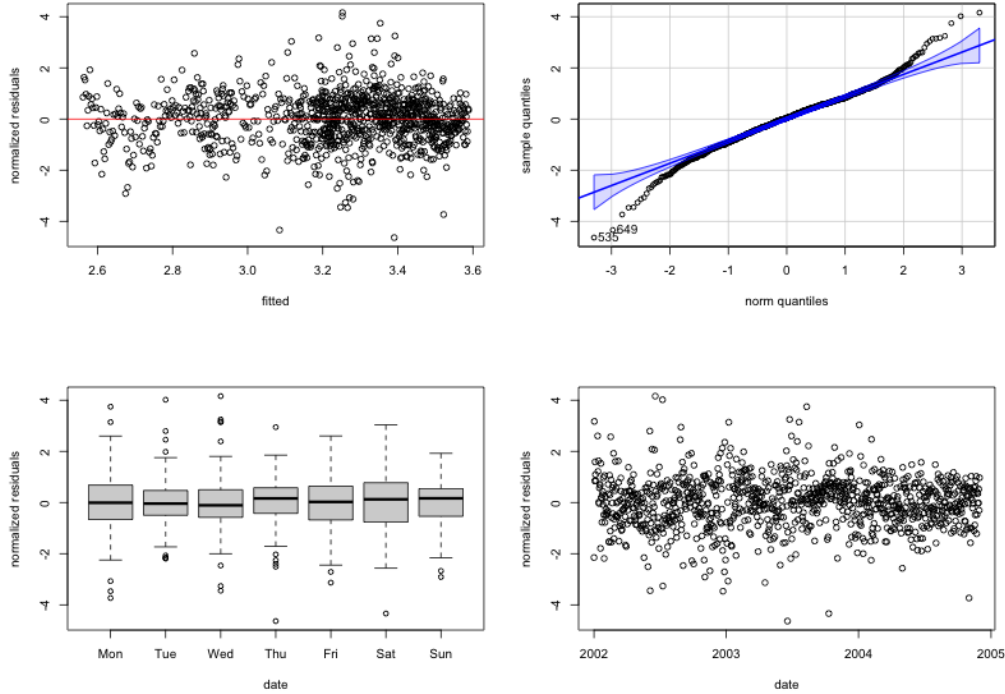 normalized residuals
4
2
0
-2
-4
2.6 2.8 3.0 3.2 3.4 3.6
fitted
sample quantiles
4
2
0
-2
-4
649
535
-3 -2 -1 0 1 2 3
norm quantiles
normalized residuals
4
2
0
-2
-4
Mon Tue Wed Thu Fri Sat Sun
date
normalized residuals
4
2
0
-2
-4
2002 2003 2004 2005
date